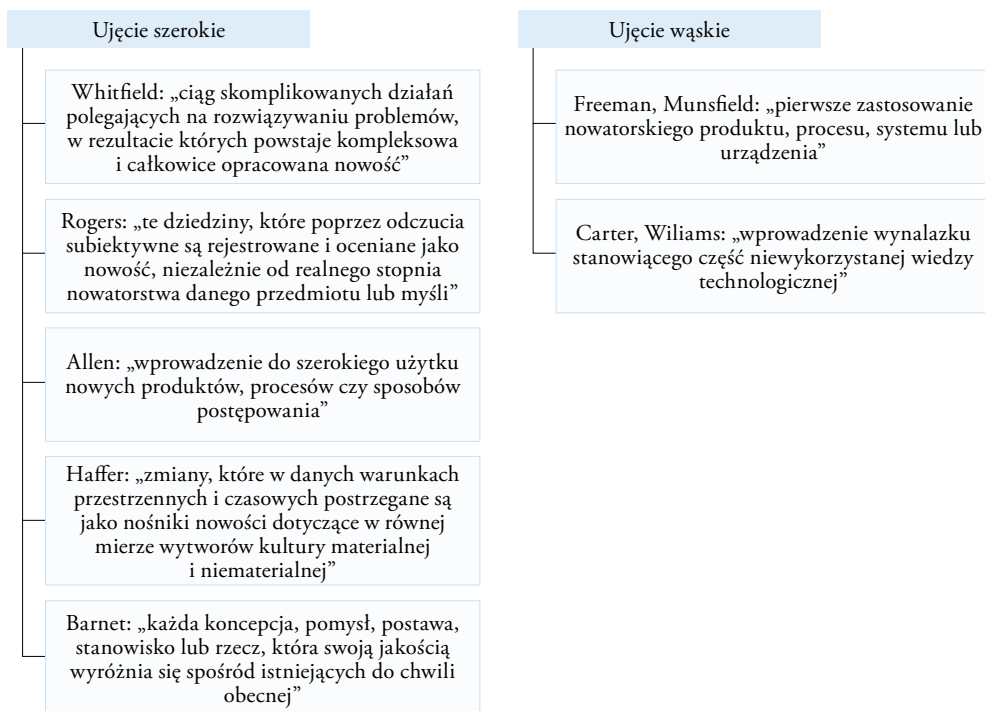 Ujęcie szerokie
Whitfield: „ciąg skomplikowanych działań
polegających na rozwiązywaniu problemów,
w rezultacie których powstaje kompleksowa
i całkowice opracowana nowość”
Rogers: „te dziedziny, które poprzez odczucia
subiektywne są rejestrowane i oceniane jako
nowość, niezależnie od realnego stopnia
nowatorstwa danego przedmiotu lub myśli”
Allen: „wprowadzenie do szerokiego użytku
nowych produktów, procesów czy sposobów
postępowania”
Haffer: „zmiany, które w danych warunkach
przestrzennych i czasowych postrzegane są
jako nośniki nowości dotyczące w równej
mierze wytworów kultury materialnej
i niematerialnej”
Barnet: „każda koncepcja, pomysł, postawa,
stanowisko lub rzecz, która swoją jakością
wyróżnia się spośród istniejących do chwili
obecnej”
Ujęcie wąskie
Freeman, Munsfield: „pierwsze zastosowanie
nowatorskiego produktu, procesu, systemu lub
urządzenia”
Carter, Wiliams: „wprowadzenie wynalazku
stanowiącego część niewykorzystanej wiedzy
technologicznej”